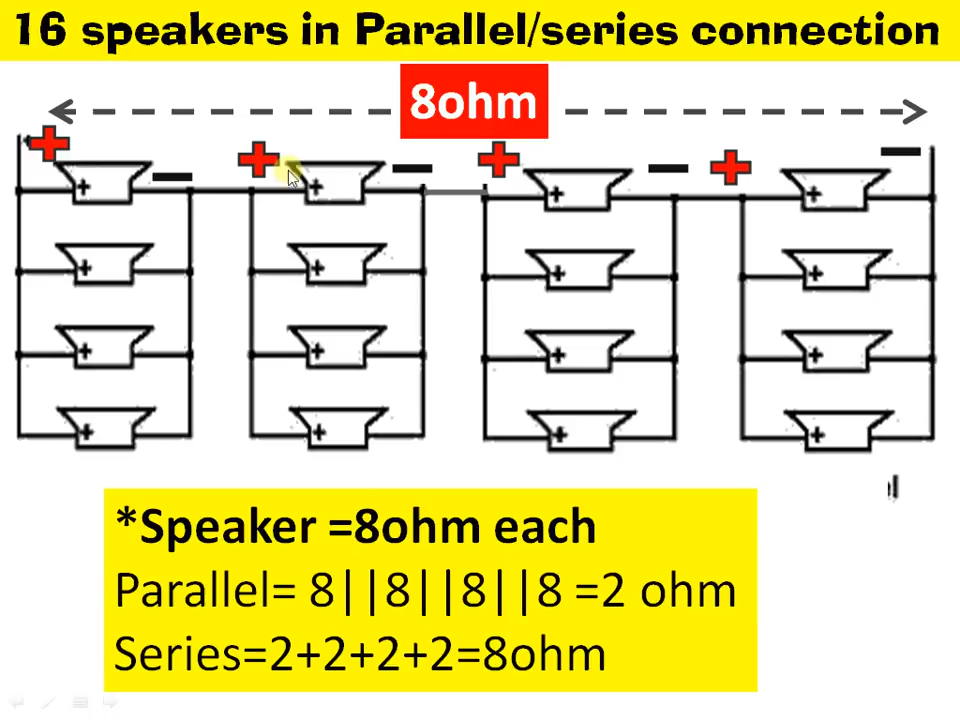 16 speakers in Parallel/series connection
8ohm
*Speaker =8ohm each
Parallel= 8||8||8||8 =2 ohm
Series=2+2+2+2=8ohm